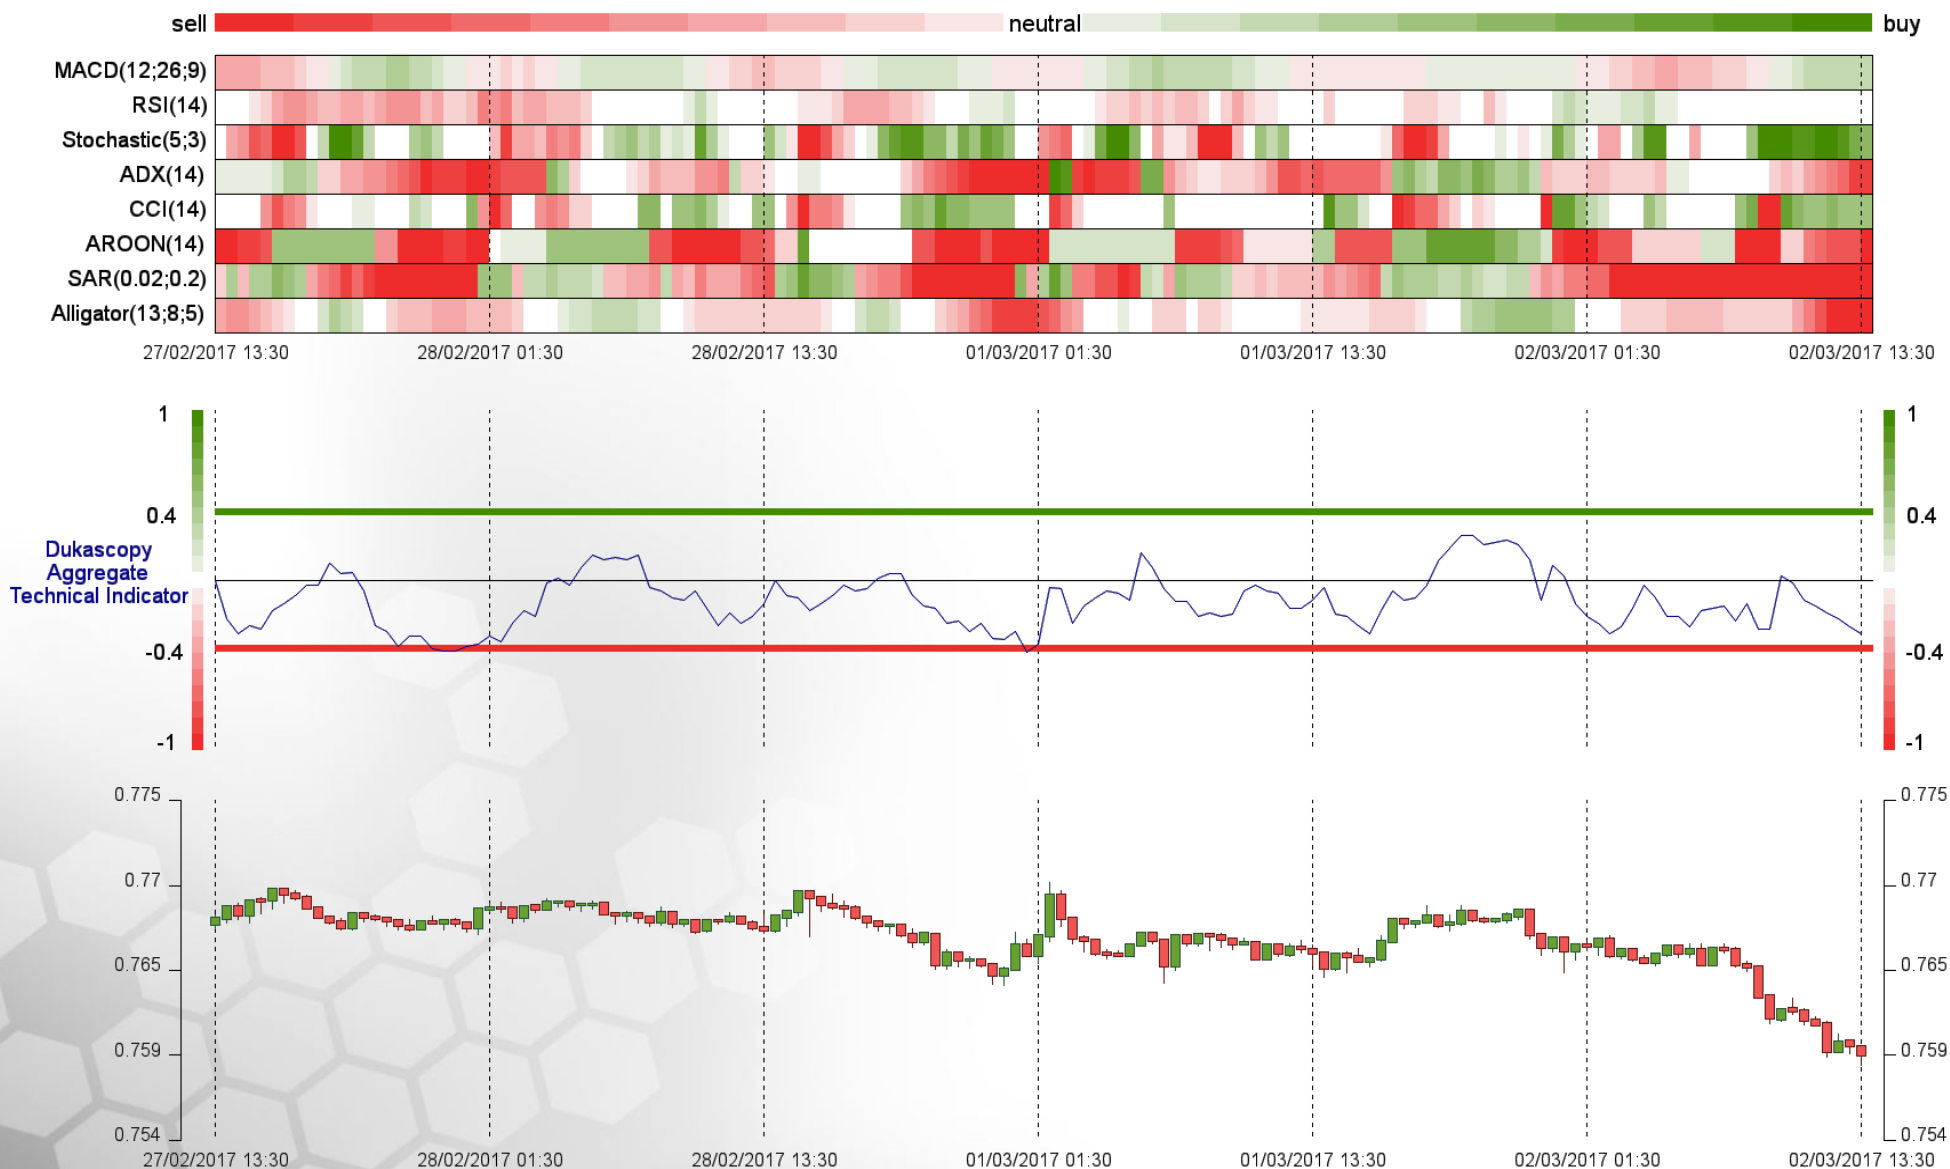 sell neutral buy
MACD(12;26;9)
RSI(14)
Stochastic(5;3)
ADX(14)
CCI(14)
AROON(14)
SAR(0.02;0.2)
Alligator(13;8;5)
27/02/2017 13:30 28/02/2017 01:30 28/02/2017 13:30 01/03/2017 01:30 01/03/2017 13:30 02/03/2017 01:30 02/03/2017 13:30
1 1
0.4 0.4
Dukascopy
Aggregate
Technical Indicator
-0.4 -0.4
-1 -1
0.775 0.775
0.77 0.77
0.765 0.765
0.759 0.759
0.754 0.754
27/02/2017 13:30 28/02/2017 01:30 28/02/2017 13:30 01/03/2017 01:30 01/03/2017 13:30 02/03/2017 01:30 02/03/2017 13:30